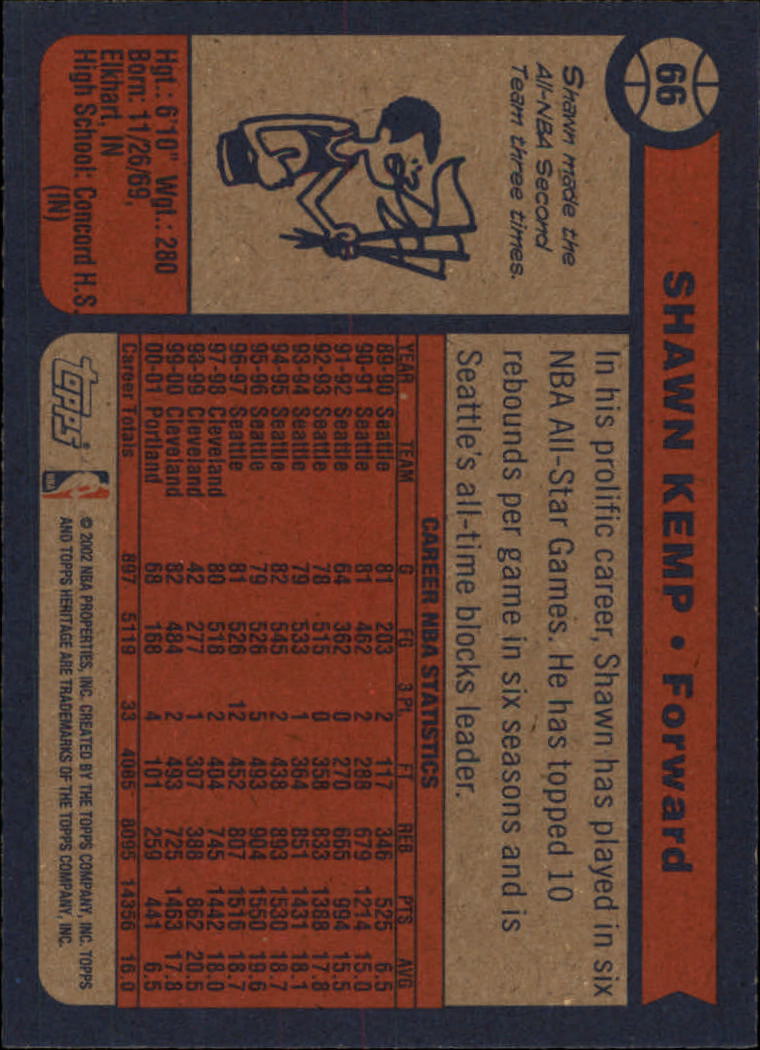 66
SHAWN KEMP • Forward
Shawn made the
All-NBA Second
Team three times.
Hgt.: 6'10" Wgt.: 280
Born: 11/26/69,
Elkhart, IN
High School: Concord H.S.
(IN)
In his prolific career, Shawn has played in six
NBA All-Star Games. He has topped 10
rebounds per game in six seasons and is
Seattle's all-time blocks leader.
CAREER NBA STATISTICS
YEAR TEAM G FG 3 Pt. FT REB PTS AVG
89-90 Seattle 81 203 2 117 346 525 6.5
90-91 Seattle 81 462 2 288 679 1214 15.0
91-92 Seattle 64 362 0 270 665 994 15.5
92-93 Seattle 78 515 0 358 833 1388 17.8
93-94 Seattle 79 533 1 364 851 1431 18.1
94-95 Seattle 82 545 2 438 893 1530 18.7
95-96 Seattle 79 526 5 493 904 1550 19.6
96-97 Seattle 81 526 12 452 807 1516 18.7
97-98 Cleveland 80 518 2 404 745 1442 18.0
98-99 Cleveland 42 277 1 307 388 862 20.5
99-00 Cleveland 82 484 2 493 725 1463 17.8
00-01 Portland 68 168 4 101 259 441 6.5
Career Totals 897 5119 33 4085 8095 14356 16.0
topps® NBA
© 2002 NBA PROPERTIES, INC. CREATED BY THE TOPPS COMPANY, INC. TOPPS
AND TOPPS HERITAGE ARE TRADEMARKS OF THE TOPPS COMPANY, INC.